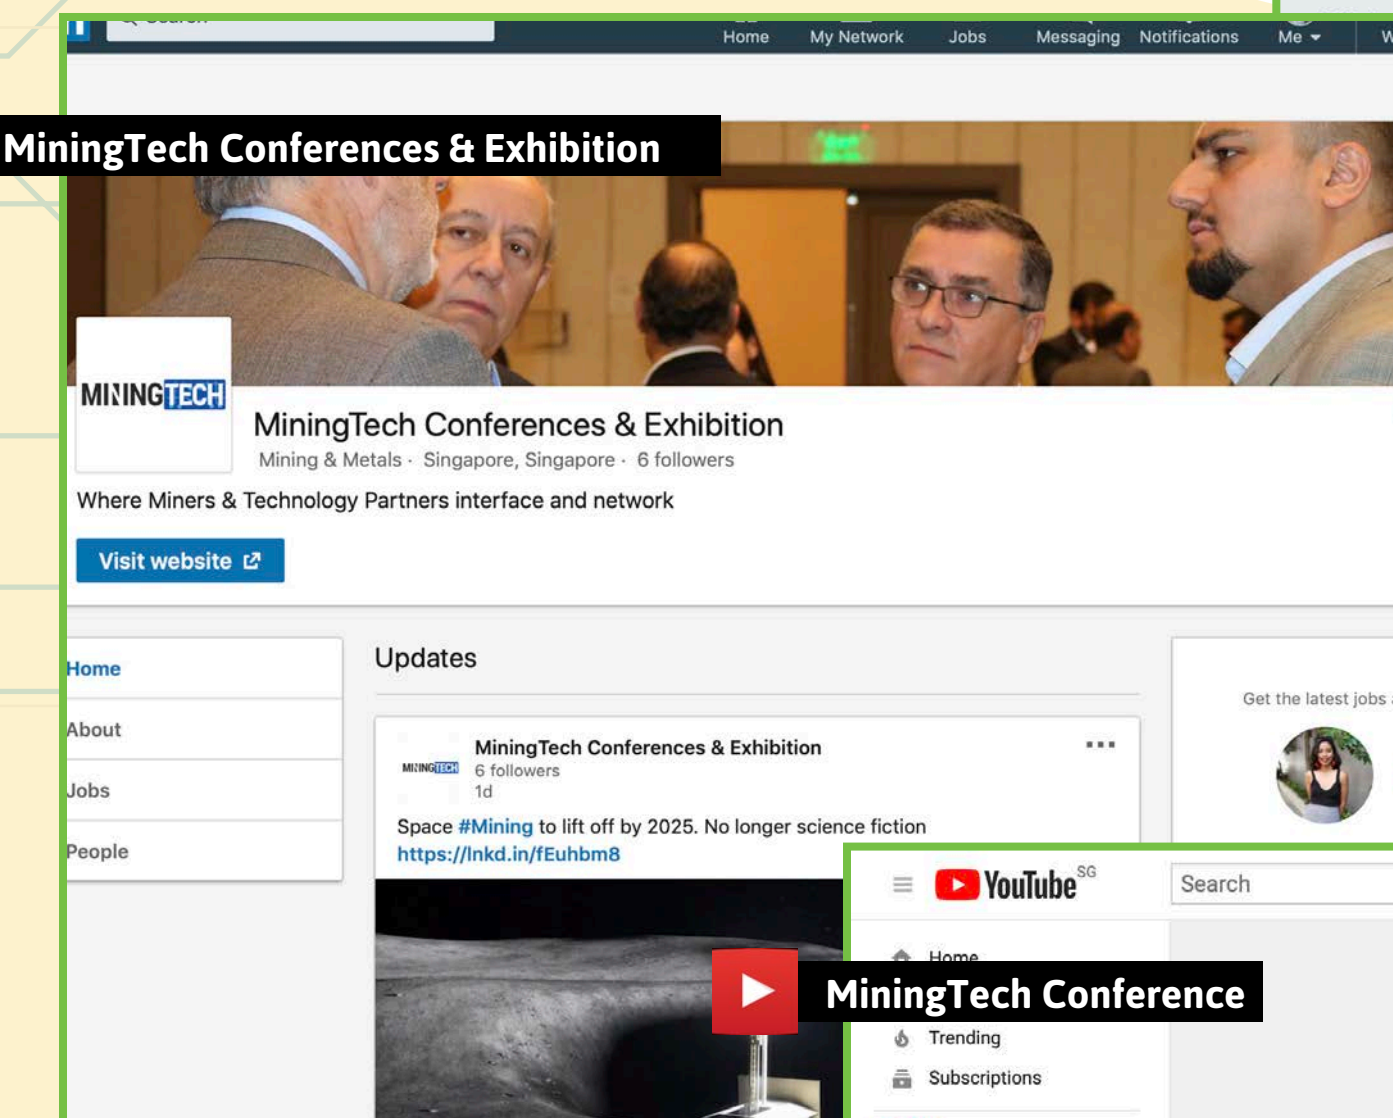 Search
Home My Network Jobs Messaging Notifications Me
MiningTech Conferences & Exhibition
MININGTECH
MiningTech Conferences & Exhibition
Mining & Metals · Singapore, Singapore · 6 followers
Where Miners & Technology Partners interface and network
Visit website
Home
About
Jobs
People
Updates
MININGTECH
MiningTech Conferences & Exhibition
6 followers
1d
Space #Mining to lift off by 2025. No longer science fiction
https://lnkd.in/fEuhbm8
Get the latest jobs
YouTube SG
Search
Home
MiningTech Conference
Trending
Subscriptions